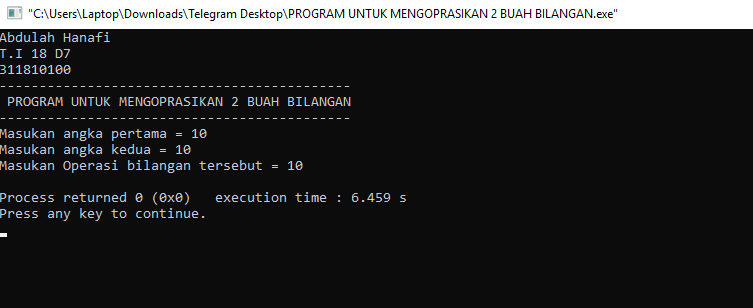 "C:\Users\Laptop\Downloads\Telegram Desktop\PROGRAM UNTUK MENGOPRASIKAN 2 BUAH BILANGAN.exe"
Abdulah Hanafi
T.I 18 D7
311810100
--------------------------------------------
PROGRAM UNTUK MENGOPRASIKAN 2 BUAH BILANGAN
--------------------------------------------
Masukan angka pertama = 10
Masukan angka kedua = 10
Masukan Operasi bilangan tersebut = 10
Process returned 0 (0x0)   execution time : 6.459 s
Press any key to continue.